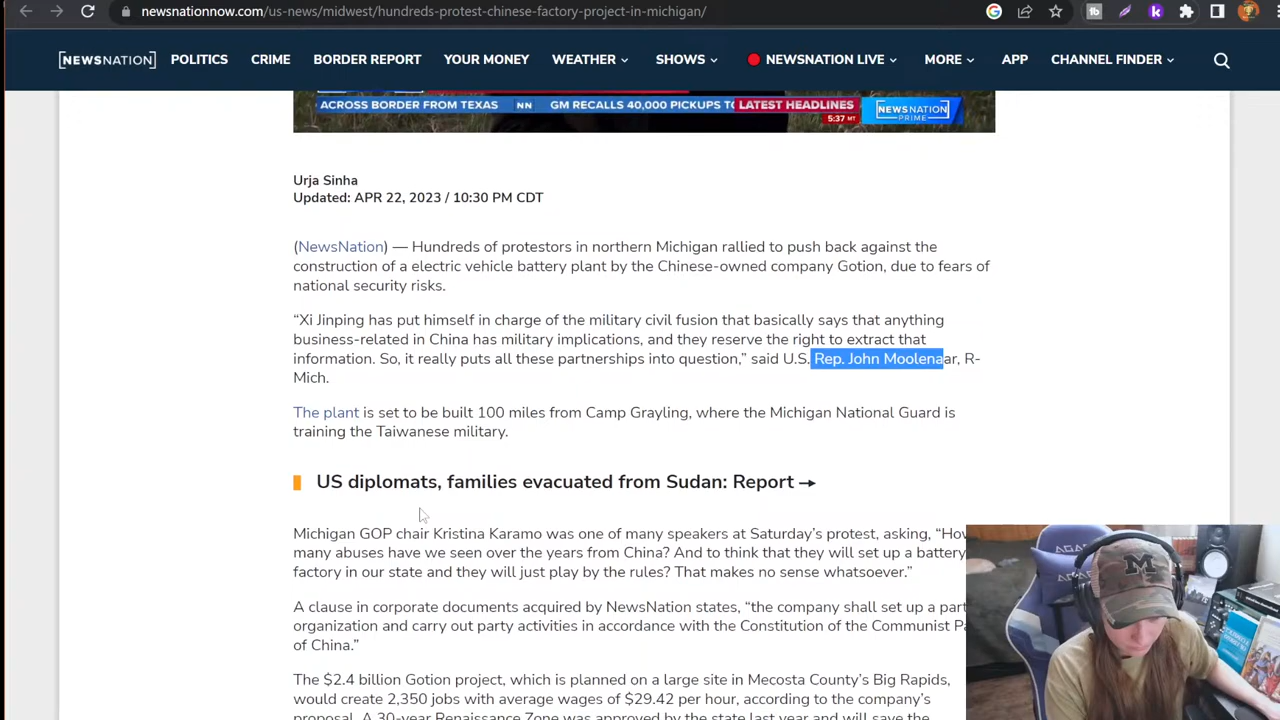 newsnationnow.com/us-news/midwest/hundreds-protest-chinese-factory-project-in-michigan/
[NEWSNATION] POLITICS CRIME BORDER REPORT YOUR MONEY WEATHER SHOWS NEWSNATION LIVE MORE APP CHANNEL FINDER
ACROSS BORDER FROM TEXAS NN GM RECALLS 40,000 PICKUPS TO LATEST HEADLINES NEWSNATION
5:37 MT PRIME
Urja Sinha
Updated: APR 22, 2023 / 10:30 PM CDT
(NewsNation) — Hundreds of protestors in northern Michigan rallied to push back against the
construction of a electric vehicle battery plant by the Chinese-owned company Gotion, due to fears of
national security risks.
“Xi Jinping has put himself in charge of the military civil fusion that basically says that anything
business-related in China has military implications, and they reserve the right to extract that
information. So, it really puts all these partnerships into question,” said U.S. Rep. John Moolenaar, R-
Mich.
The plant is set to be built 100 miles from Camp Grayling, where the Michigan National Guard is
training the Taiwanese military.
US diplomats, families evacuated from Sudan: Report →
Michigan GOP chair Kristina Karamo was one of many speakers at Saturday’s protest, asking, “How
many abuses have we seen over the years from China? And to think that they will set up a battery
factory in our state and they will just play by the rules? That makes no sense whatsoever.”
A clause in corporate documents acquired by NewsNation states, “the company shall set up a part
organization and carry out party activities in accordance with the Constitution of the Communist Pa
of China.”
The $2.4 billion Gotion project, which is planned on a large site in Mecosta County’s Big Rapids,
would create 2,350 jobs with average wages of $29.42 per hour, according to the company’s
proposal. A 30-year Renaissance Zone was approved by the state last year and will save the
M